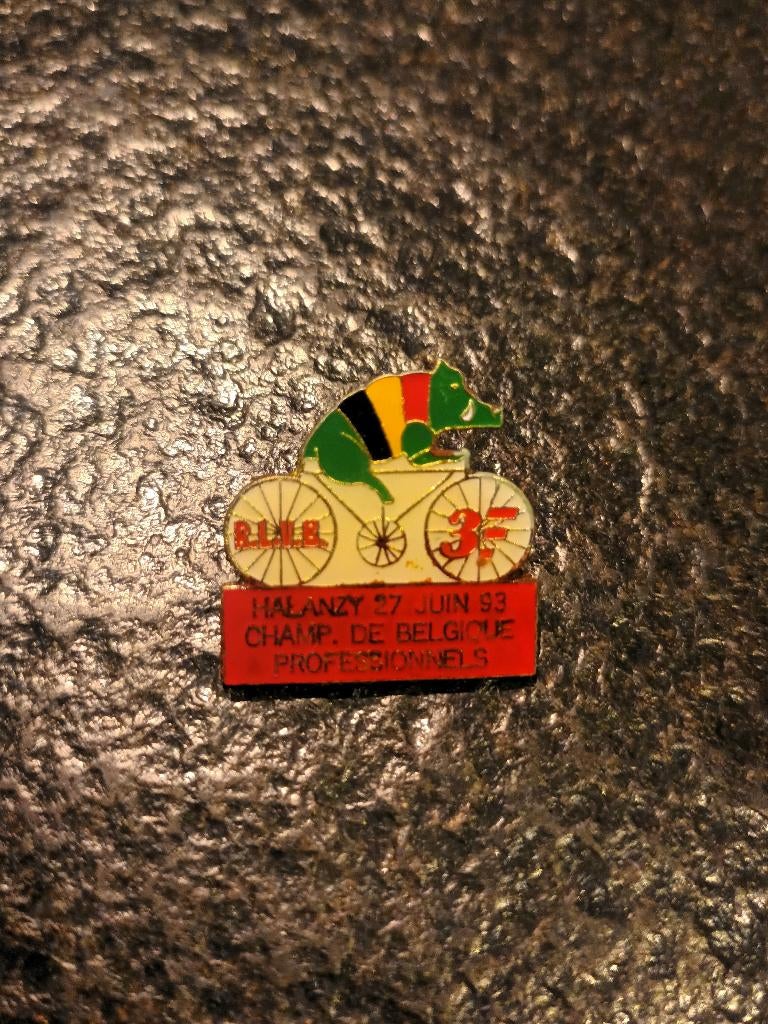 3F
HALANZY 27 JUIN 93
CHAMP. DE BELGIQUE
PROFESSIONNELS